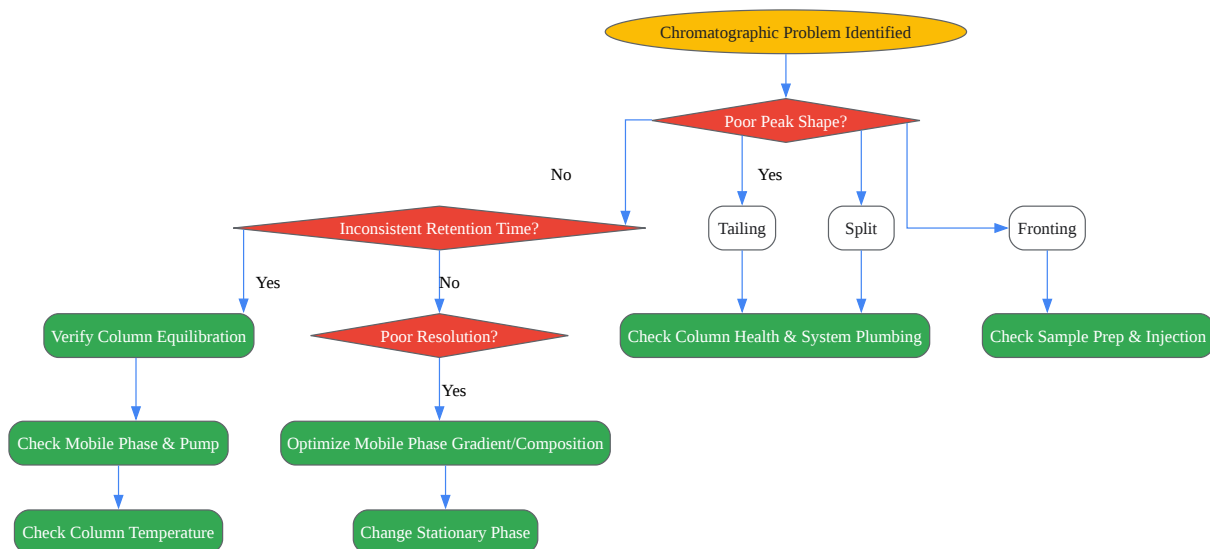 Chromatographic Problem Identified
Poor Peak Shape?
No
Yes
Inconsistent Retention Time?
Tailing
Split
Fronting
Yes
No
Verify Column Equilibration
Poor Resolution?
Check Column Health & System Plumbing
Check Sample Prep & Injection
Yes
Check Mobile Phase & Pump
Optimize Mobile Phase Gradient/Composition
Check Column Temperature
Change Stationary Phase